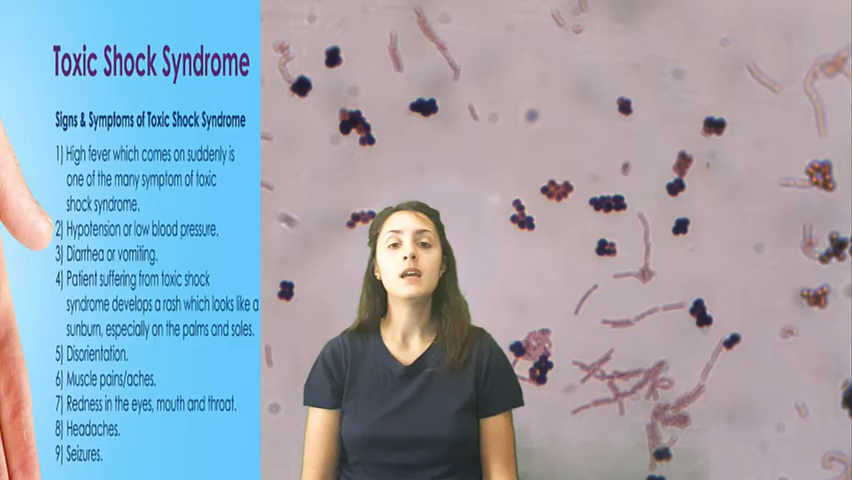 Toxic Shock Syndrome
Signs & Symptoms of Toxic Shock Syndrome
1) High fever which comes on suddenly is
one of the many symptom of toxic
shock syndrome.
2) Hypotension or low blood pressure.
3) Diarrhea or vomiting.
4) Patient suffering from toxic shock
syndrome develops a rash which looks like a
sunburn, especially on the palms and soles.
5) Disorientation.
6) Muscle pains/aches.
7) Redness in the eyes, mouth and throat.
8) Headaches.
9) Seizures.